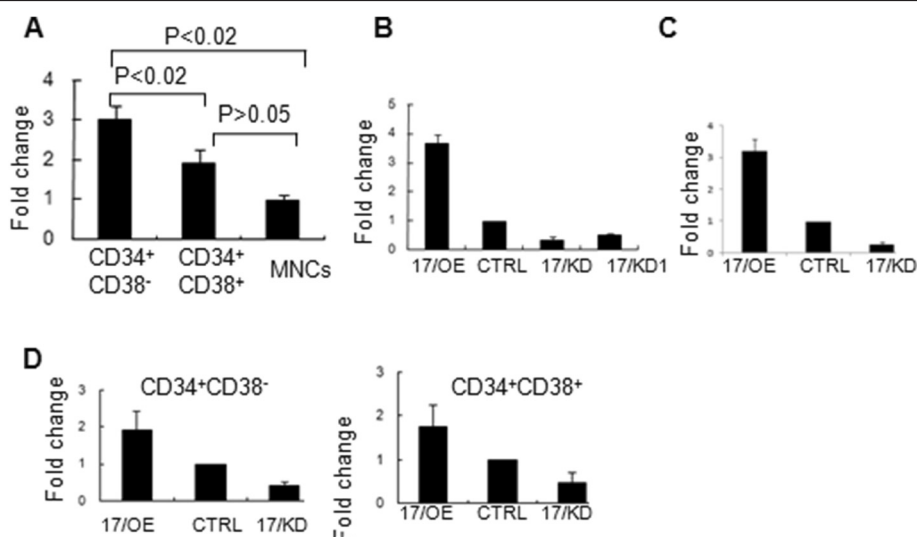 A
P<0.02
P<0.02
P>0.05
Fold change
4
3
2
1
0
CD34+ CD38-
CD34+ CD38+
MNCs
B
Fold change
5
4
3
2
1
0
17/OE CTRL 17/KD 17/KD1
C
Fold change
4
3
2
1
0
17/OE CTRL 17/KD
D
CD34+CD38-
Fold change
3
2
1
0
17/OE CTRL 17/KD
CD34+CD38+
Fold change
3
2
1
0
17/OE CTRL 17/KD